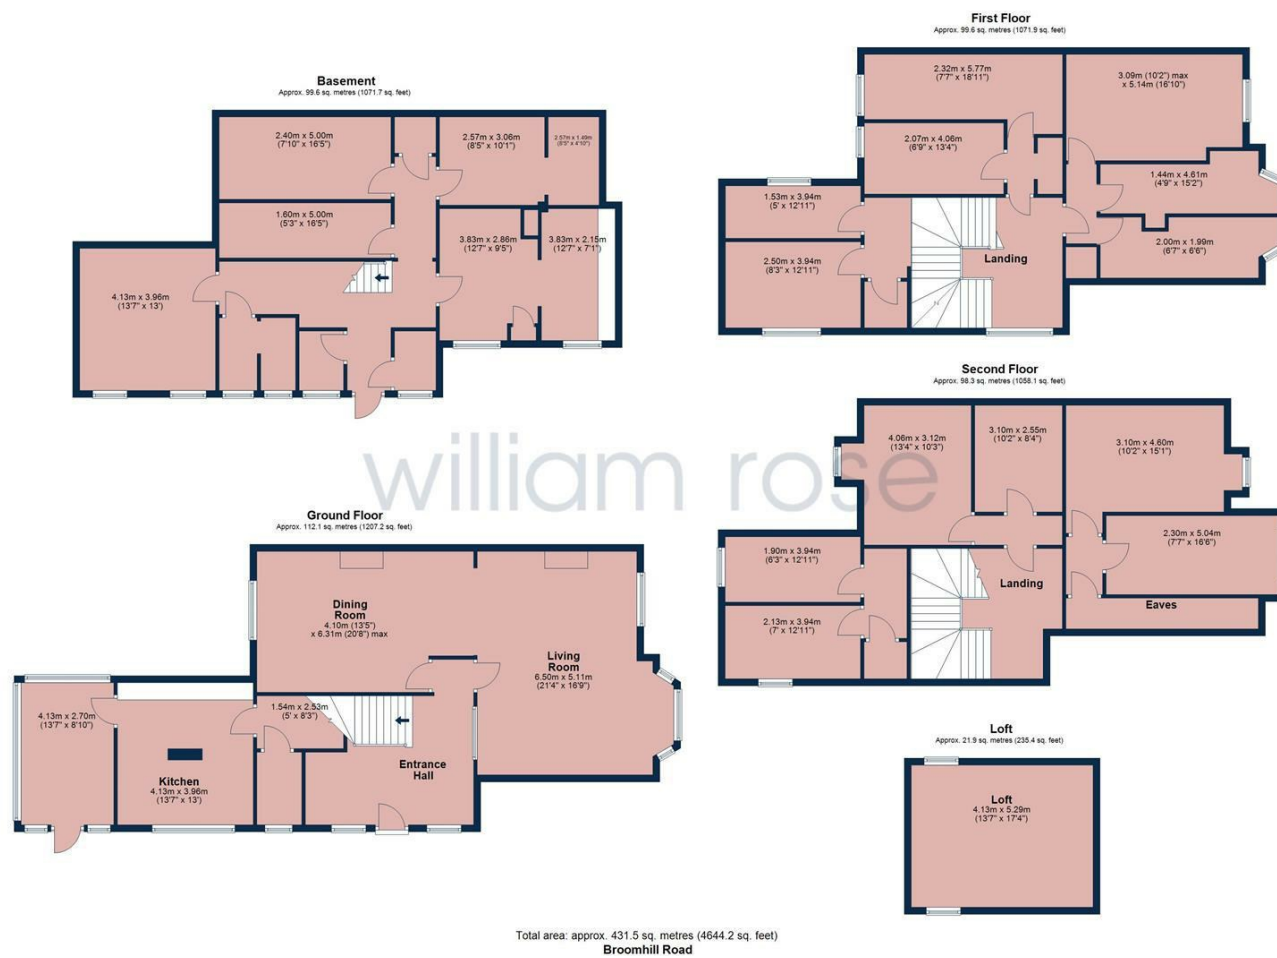 Basement
Approx. 99.6 sq. metres (1071.7 sq. feet)
2.40m x 5.00m
(7'10" x 16'5")
2.57m x 3.06m
(8'5" x 10'1")
2.57m x 1.49m
(8'5" x 4'10")
1.60m x 5.00m
(5'3" x 16'5")
3.83m x 2.86m
(12'7" x 9'5")
3.83m x 2.15m
(12'7" x 7'1")
4.13m x 3.96m
(13'7" x 13')
First Floor
Approx. 99.6 sq. metres (1071.9 sq. feet)
2.32m x 5.77m
(7'7" x 18'11")
3.09m (10'2") max
x 5.14m (16'10")
2.07m x 4.06m
(6'9" x 13'4")
1.44m x 4.61m
(4'9" x 15'2")
1.53m x 3.94m
(5' x 12'11")
2.00m x 1.99m
(6'7" x 6'6")
2.50m x 3.94m
(8'3" x 12'11")
Landing
william rose
Ground Floor
Approx. 112.1 sq. metres (1207.2 sq. feet)
Dining
Room
4.10m (13'5")
x 6.31m (20'8") max
Living
Room
6.50m x 5.11m
(21'4" x 16'9")
4.13m x 2.70m
(13'7" x 8'10")
1.54m x 2.53m
(5' x 8'3")
Kitchen
4.13m x 3.96m
(13'7" x 13')
Entrance
Hall
Second Floor
Approx. 98.3 sq. metres (1058.1 sq. feet)
4.06m x 3.12m
(13'4" x 10'3")
3.10m x 2.55m
(10'2" x 8'4")
3.10m x 4.60m
(10'2" x 15'1")
1.90m x 3.94m
(6'3" x 12'11")
2.30m x 5.04m
(7'7" x 16'6")
Landing
Eaves
2.13m x 3.94m
(7' x 12'11")
Loft
Approx. 21.9 sq. metres (235.4 sq. feet)
Loft
4.13m x 5.29m
(13'7" x 17'4")
Total area: approx. 431.5 sq. metres (4644.2 sq. feet)
Broomhill Road